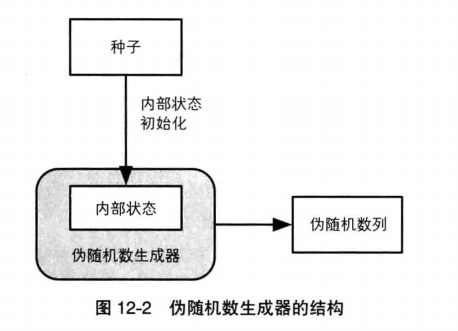 种子
内部状态
初始化
内部状态
伪随机数列
伪随机数生成器
图 12-2 伪随机数生成器的结构